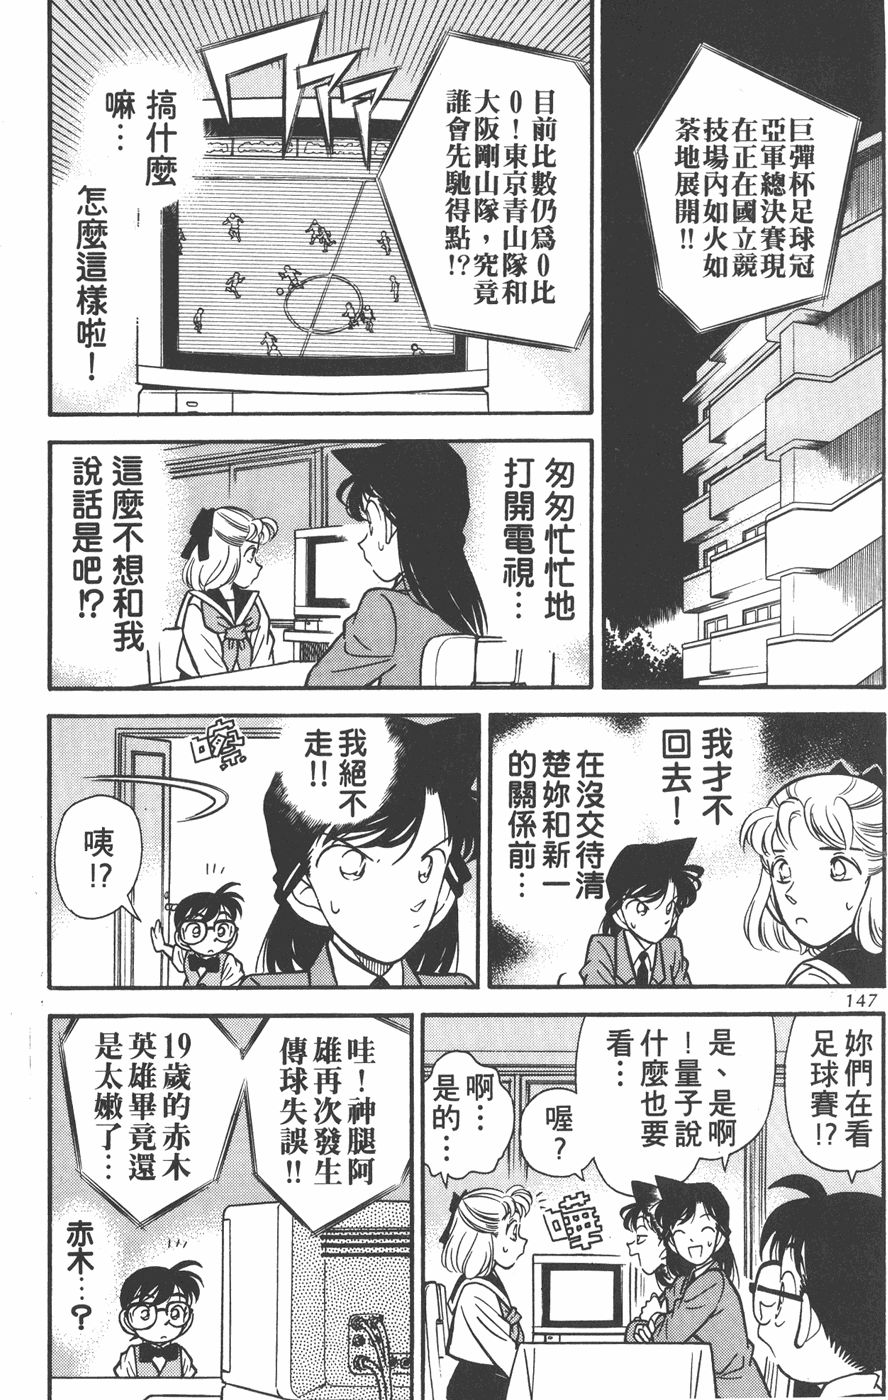 巨彈杯足球冠
亞軍總決賽現
在正在國立競
技場內如火如
荼地展開!!
目前比數仍為0比
0！東京青山隊和
大阪剛山隊，究竟
誰會先馳得點!?
ワァァ
搞什麼
嘛…
怎麼這樣啦！
匆匆忙忙地
打開電視…
這麼不想和我
說話是吧!?
我才不
回去！
在沒交待清
楚妳和新一
的關係前…
我絕不
走!!
嚓
咦!?
147
妳們在看
足球賽!?
是、是啊
！量子說
什麼也要
看…
喔？
啊…
是的…
嗶
哇！神腿阿
雄再次發生
傳球失誤!!
19歲的赤木
英雄畢竟還
是太嫩了…
赤木…？